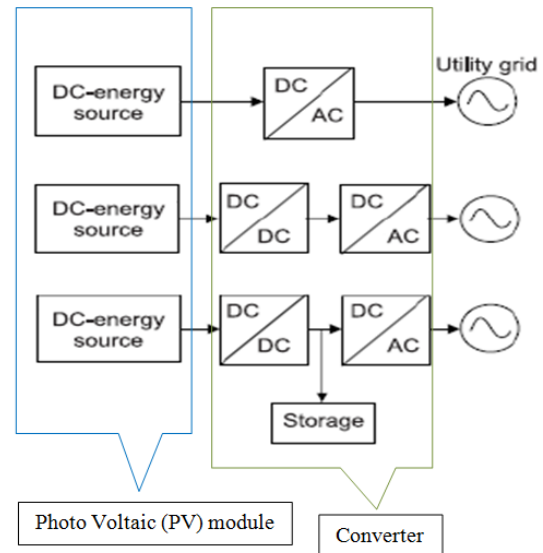 Utility grid
DC-energy
source
DC
AC
DC-energy
source
DC
DC
DC
AC
DC-energy
source
DC
DC
DC
AC
Storage
Photo Voltaic (PV) module
Converter